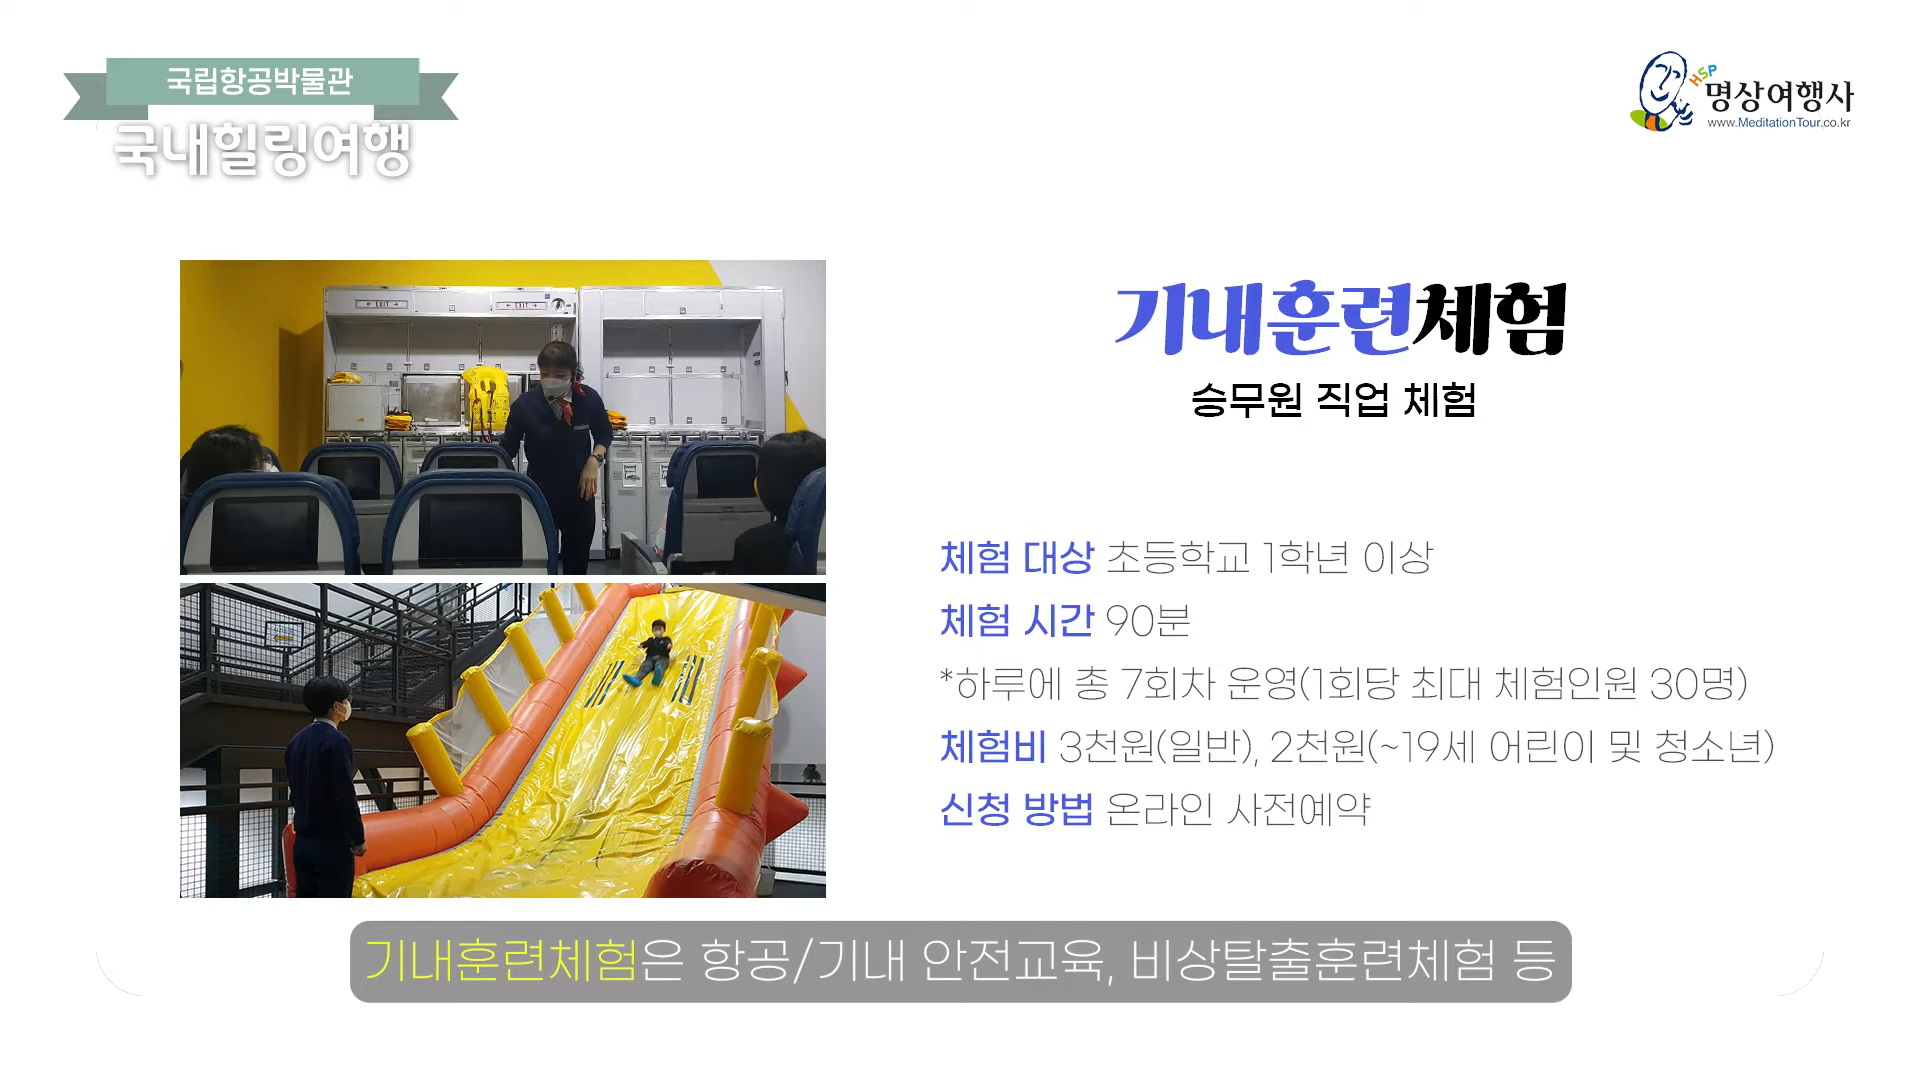 국립항공박물관
국내힐링여행
HSP
명상여행사
www.MeditationTour.co.kr
← EXIT →
← EXIT →
기내훈련체험
승무원 직업 체험
체험 대상 초등학교 1학년 이상
체험 시간 90분
*하루에 총 7회차 운영(1회당 최대 체험인원 30명)
체험비 3천원(일반), 2천원(~19세 어린이 및 청소년)
신청 방법 온라인 사전예약
기내훈련체험은 항공/기내 안전교육, 비상탈출훈련체험 등